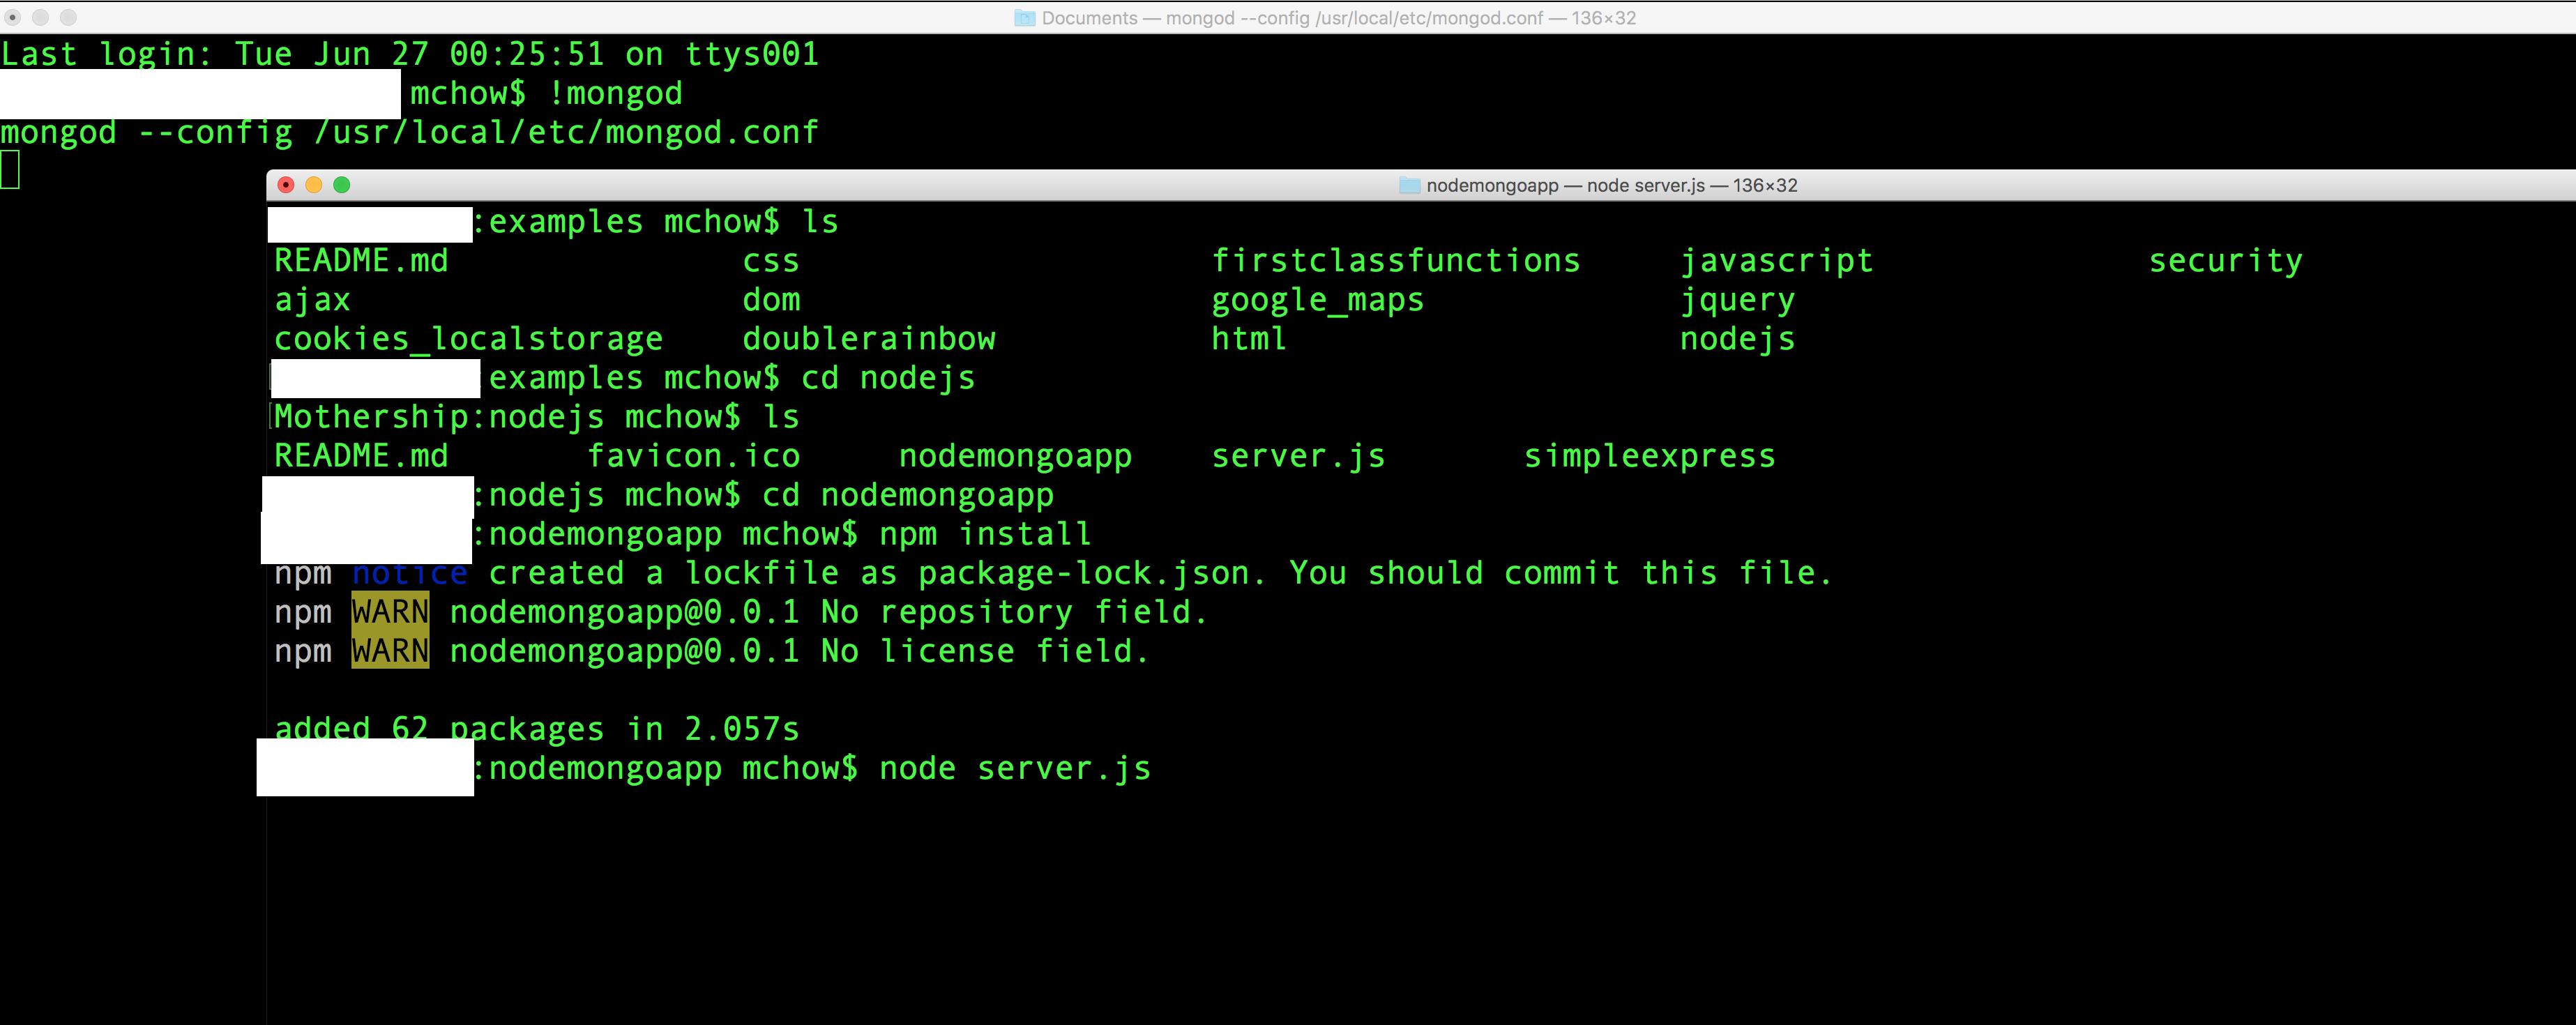 Documents — mongod --config /usr/local/etc/mongod.conf — 136×32
Last login: Tue Jun 27 00:25:51 on ttys001
mchow$ !mongod
mongod --config /usr/local/etc/mongod.conf
nodemongoapp — node server.js — 136×32
:examples mchow$ ls
README.md css firstclassfunctions javascript security
ajax dom google_maps jquery
cookies_localstorage doublerainbow html nodejs
examples mchow$ cd nodejs
Mothership:nodejs mchow$ ls
README.md favicon.ico nodemongoapp server.js simpleexpress
:nodejs mchow$ cd nodemongoapp
:nodemongoapp mchow$ npm install
npm notice created a lockfile as package-lock.json. You should commit this file.
npm WARN nodemongoapp@0.0.1 No repository field.
npm WARN nodemongoapp@0.0.1 No license field.
added 62 packages in 2.057s
:nodemongoapp mchow$ node server.js